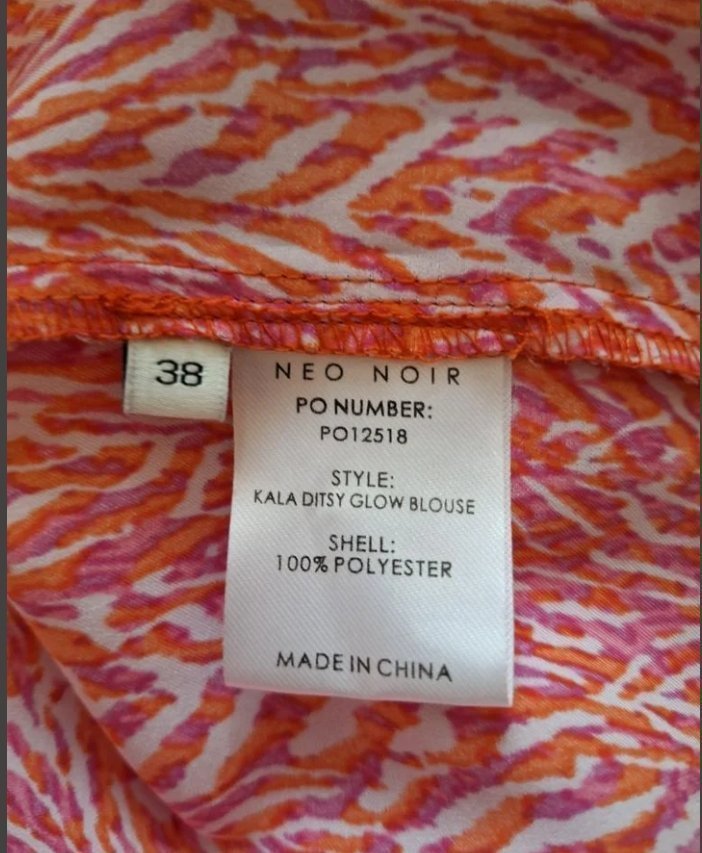 38
NEO NOIR
PO NUMBER:
PO12518
STYLE:
KALA DITSY GLOW BLOUSE
SHELL:
100% POLYESTER
MADE IN CHINA